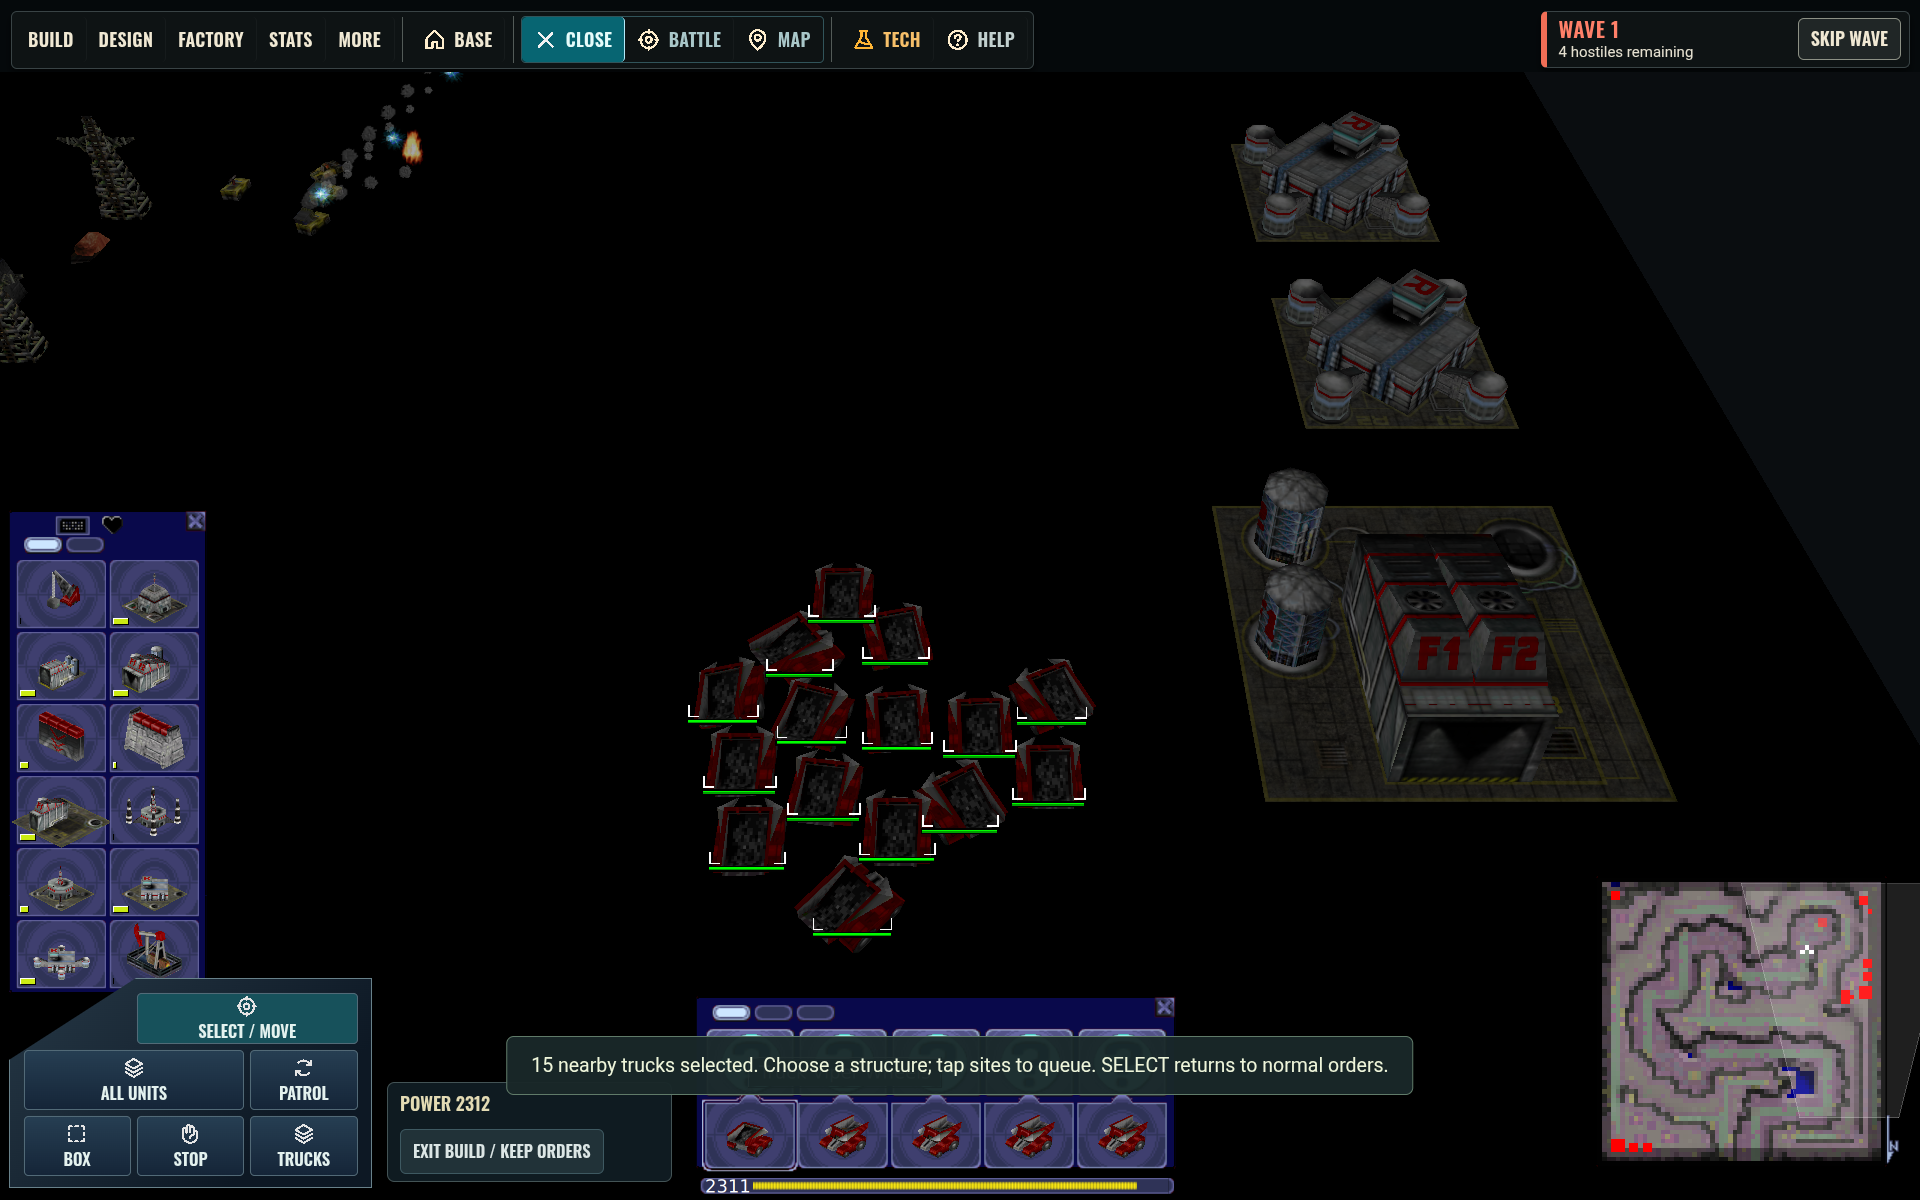 BUILD
DESIGN
FACTORY
STATS
MORE
BASE
CLOSE
BATTLE
MAP
TECH
HELP
WAVE 1
4 hostiles remaining
SKIP WAVE
R
R
F1 F2
SELECT / MOVE
ALL UNITS
PATROL
BOX
STOP
TRUCKS
15 nearby trucks selected. Choose a structure; tap sites to queue. SELECT returns to normal orders.
POWER 2312
EXIT BUILD / KEEP ORDERS
2311
N